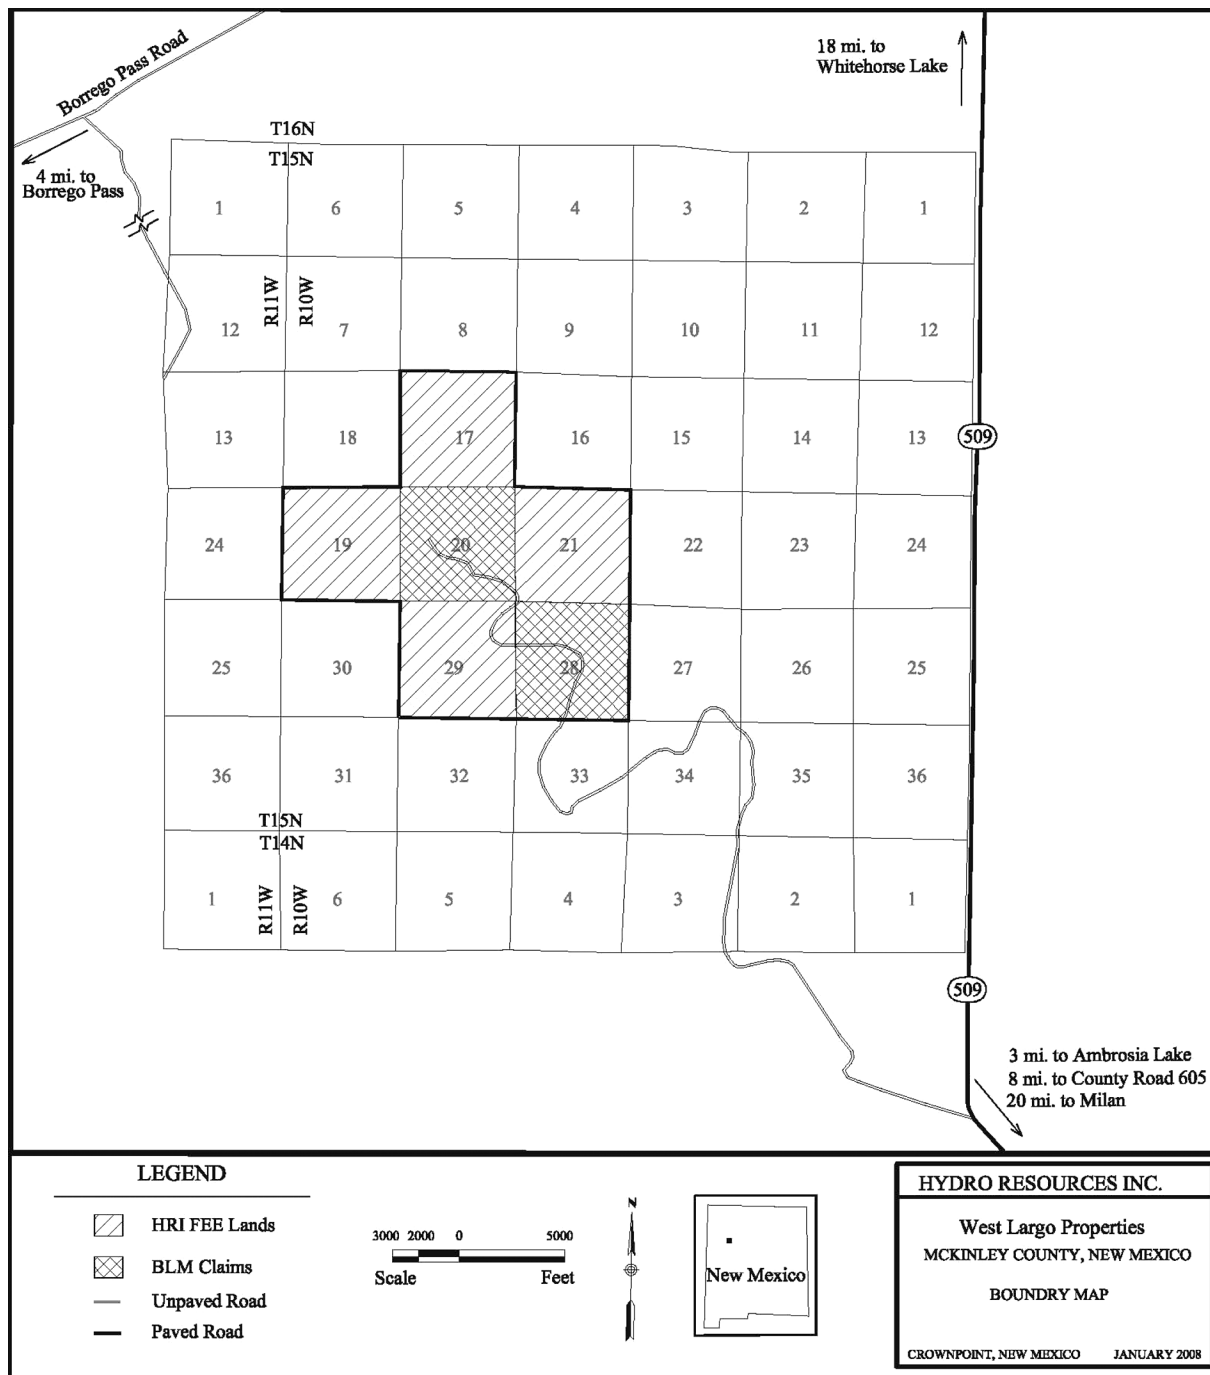 18 mi. to
Whitehorse Lake
Borrego Pass Road
4 mi. to
Borrego Pass
T16N
T15N
1 6 5 4 3 2 1
R11W R10W
12 7 8 9 10 11 12
13 18 17 16 15 14 13
509
24 19 20 21 22 23 24
25 30 29 28 27 26 25
36 31 32 33 34 35 36
T15N
T14N
R11W R10W
1 6 5 4 3 2 1
509
3 mi. to Ambrosia Lake
8 mi. to County Road 605
20 mi. to Milan
LEGEND
HRI FEE Lands
BLM Claims
Unpaved Road
Paved Road
3000 2000 0 5000
Scale Feet
N
New Mexico
HYDRO RESOURCES INC.
West Largo Properties
MCKINLEY COUNTY, NEW MEXICO
BOUNDRY MAP
CROWNPOINT, NEW MEXICO JANUARY 2008